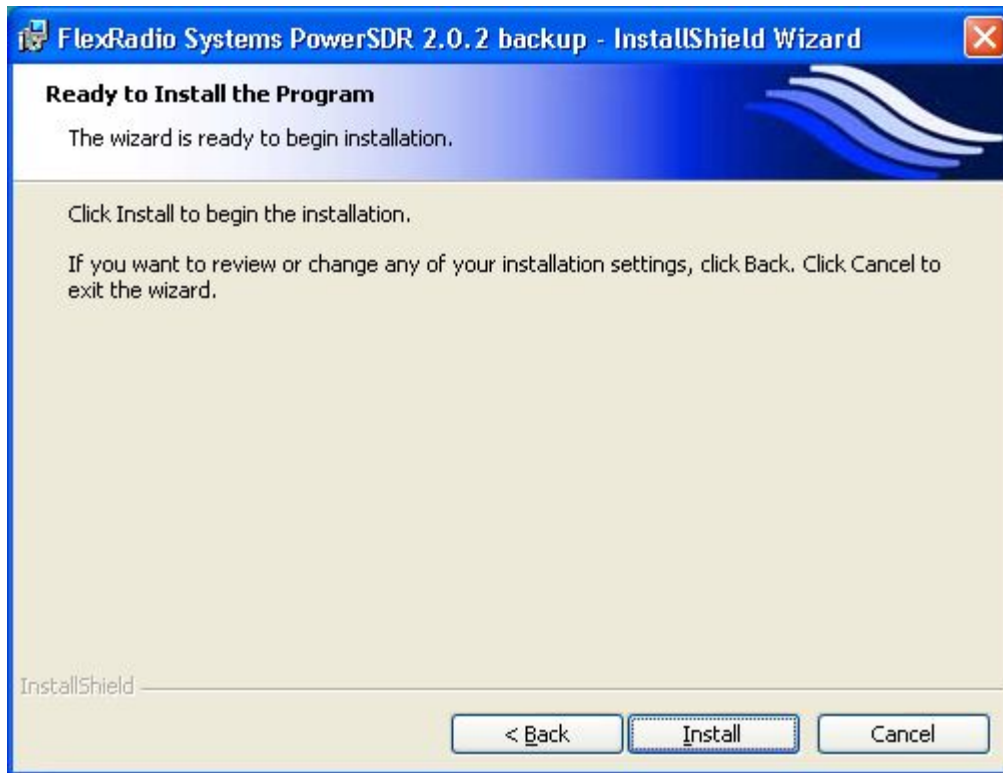 FlexRadio Systems PowerSDR 2.0.2 backup - InstallShield Wizard
Ready to Install the Program
The wizard is ready to begin installation.
Click Install to begin the installation.
If you want to review or change any of your installation settings, click Back. Click Cancel to
exit the wizard.
InstallShield
< Back
Install
Cancel